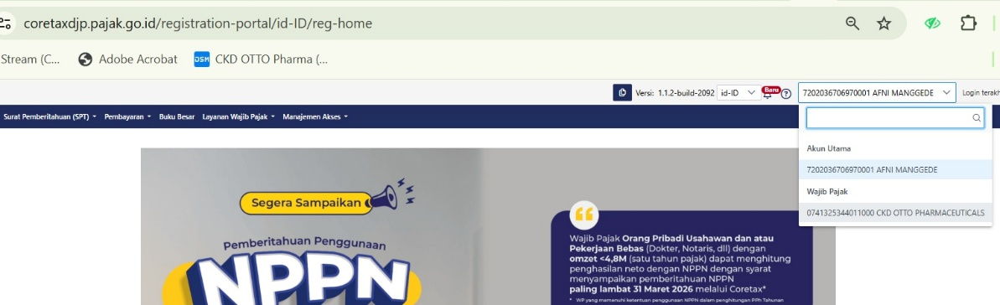 coretaxdjp.pajak.go.id/registration-portal/id-ID/reg-home
Stream (C... Adobe Acrobat DSM CKD OTTO Pharma (...
Versi: 1.1.2-build-2092 id-ID Baru 7202036706970001 AFNI MANGGEDE Login terakh
Surat Pemberitahuan (SPT) Pembayaran Buku Besar Layanan Wajib Pajak Manajemen Akses
Akun Utama
7202036706970001 AFNI MANGGEDE
Wajib Pajak
0741325344011000 CKD OTTO PHARMACEUTICALS
Segera Sampaikan
Pemberitahuan Penggunaan
NPPN
Wajib Pajak Orang Pribadi Usahawan dan atau
Pekerjaan Bebas (Dokter, Notaris, dll) dengan
omzet <4,8M (satu tahun pajak) dapat menghitung
penghasilan neto dengan NPPN dengan syarat
menyampaikan pemberitahuan NPPN
paling lambat 31 Maret 2026 melalui Coretax*
* WP yang memenuhi ketentuan penggunaan NPPN dalam penghitungan PPh Tahunan